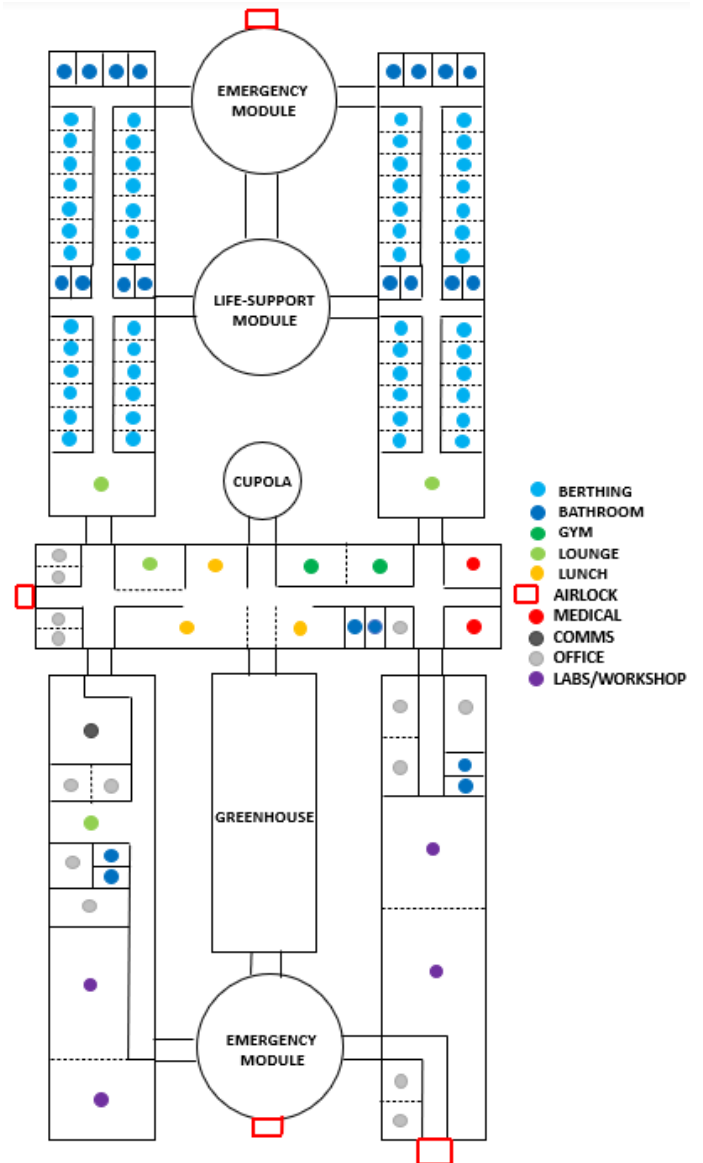 EMERGENCY
MODULE
LIFE-SUPPORT
MODULE
CUPOLA
BERTHING
BATHROOM
GYM
LOUNGE
LUNCH
AIRLOCK
MEDICAL
COMMS
OFFICE
LABS/WORKSHOP
GREENHOUSE
EMERGENCY
MODULE